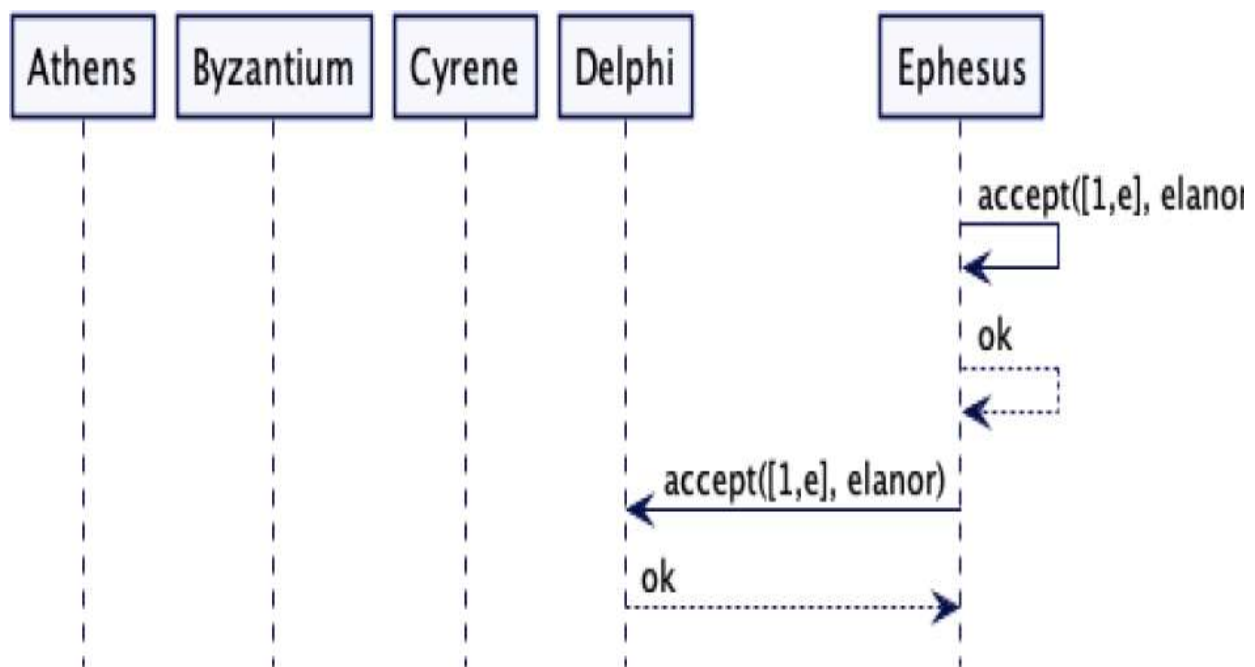 Athens
Byzantium
Cyrene
Delphi
Ephesus
accept([1,e], elanor
ok
accept([1,e], elanor)
ok